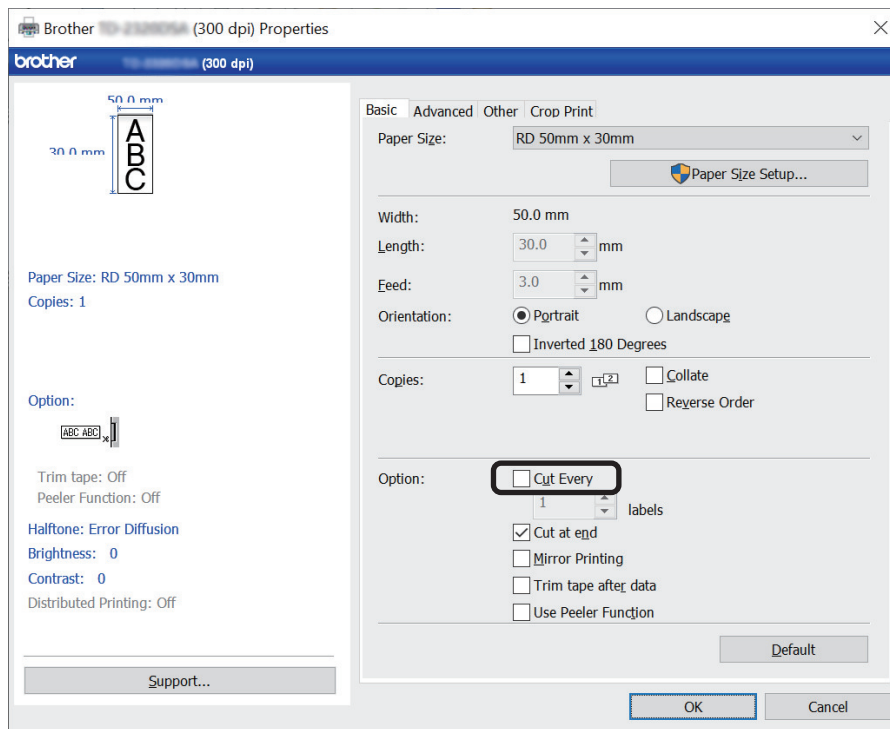 Brother (300 dpi) Properties
brother (300 dpi)
50.0 mm
30.0 mm
A
B
C
Paper Size: RD 50mm x 30mm
Copies: 1
Option:
ABC ABC
Trim tape: Off
Peeler Function: Off
Halftone: Error Diffusion
Brightness: 0
Contrast: 0
Distributed Printing: Off
Support...
Basic Advanced Other Crop Print
Paper Size: RD 50mm x 30mm
Paper Size Setup...
Width: 50.0 mm
Length: 30.0 mm
Feed: 3.0 mm
Orientation: Portrait Landscape
Inverted 180 Degrees
Copies: 1 1 2 Collate
Reverse Order
Option: Cut Every
1 labels
Cut at end
Mirror Printing
Trim tape after data
Use Peeler Function
Default
OK Cancel